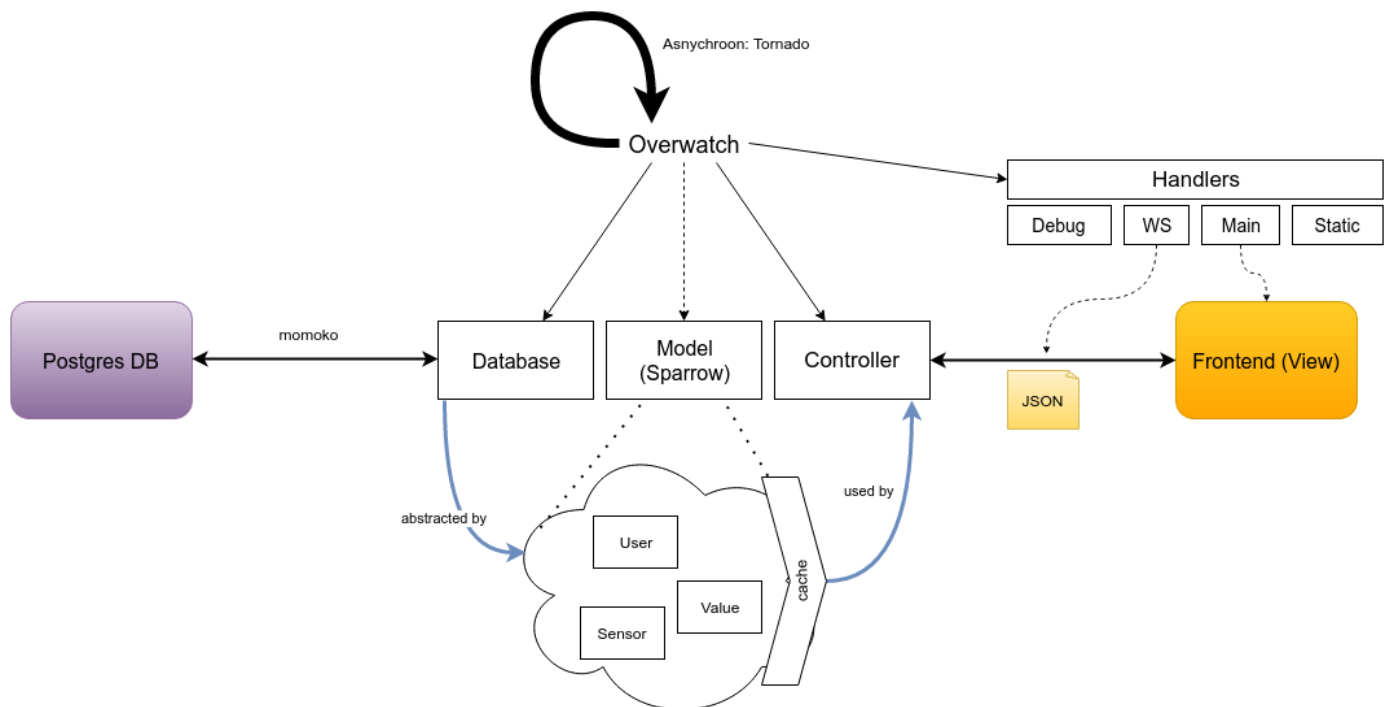 Asnychroon: Tornado
Overwatch
Handlers
Debug
WS
Main
Static
momoko
Postgres DB
Database
Model
(Sparrow)
Controller
Frontend (View)
JSON
used by
abstracted by
User
cache
Value
Sensor